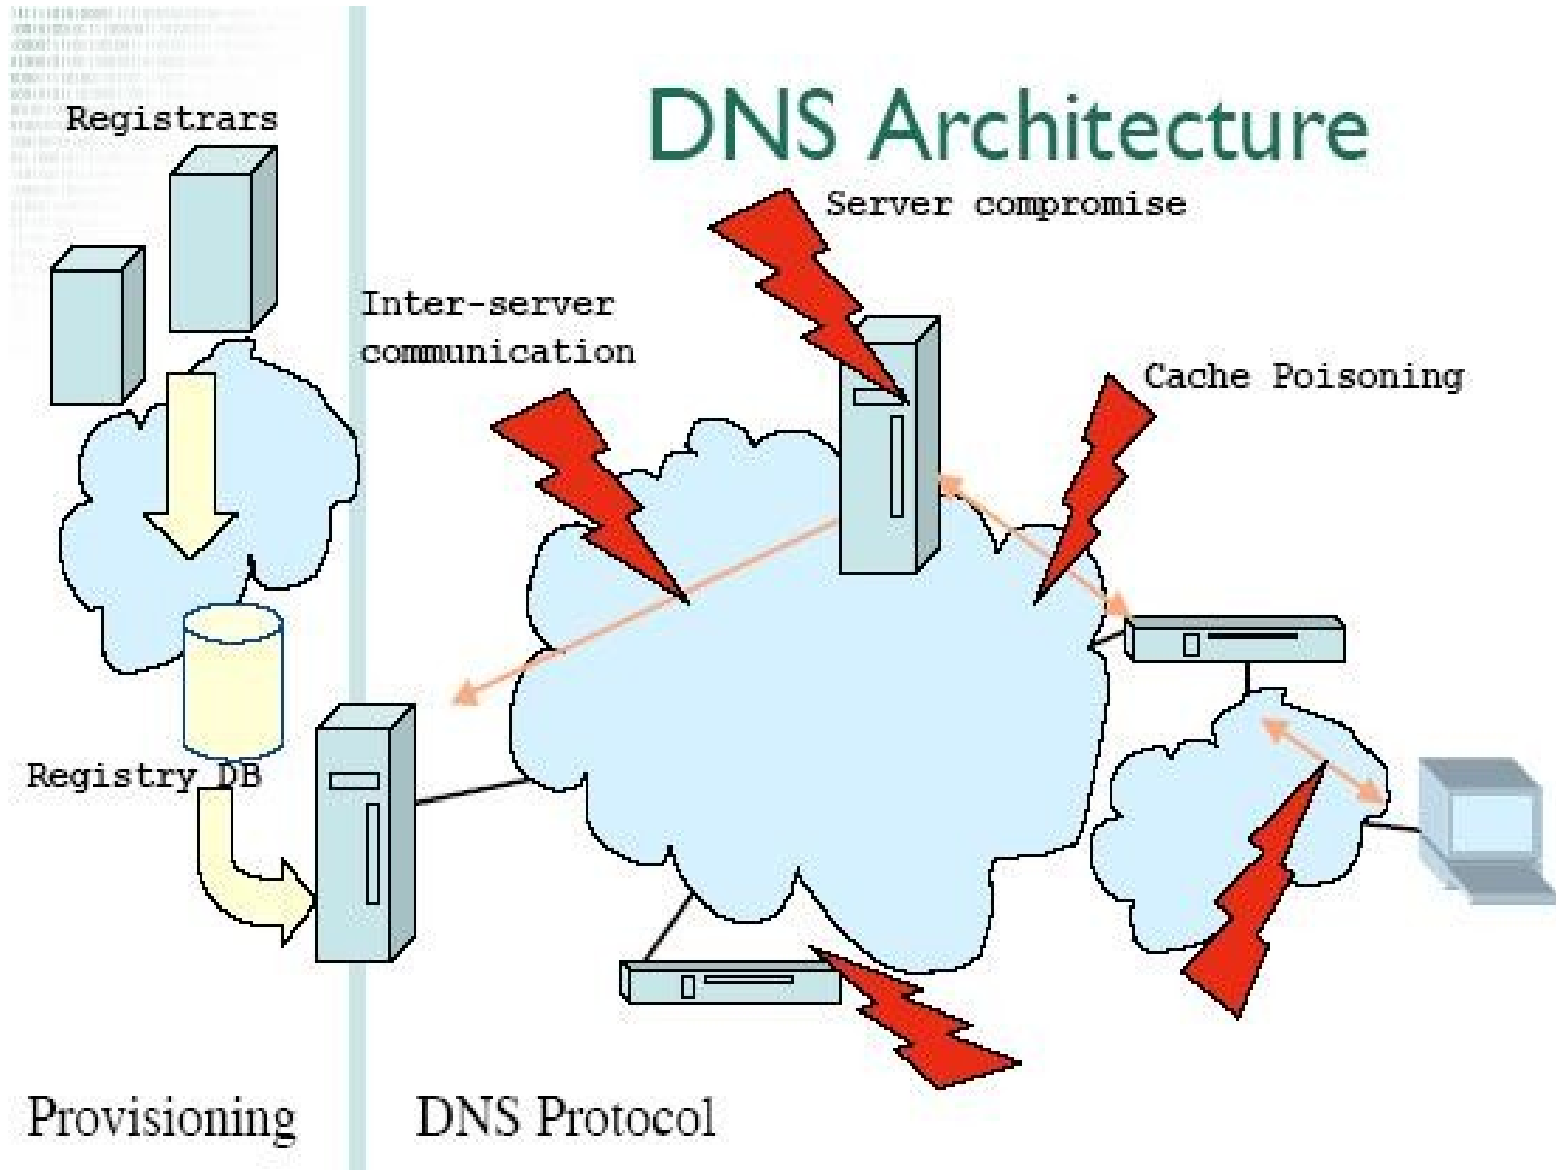 DNS Architecture
Registrars
Server compromise
Inter-server
communication
Cache Poisoning
Registry DB
Provisioning
DNS Protocol